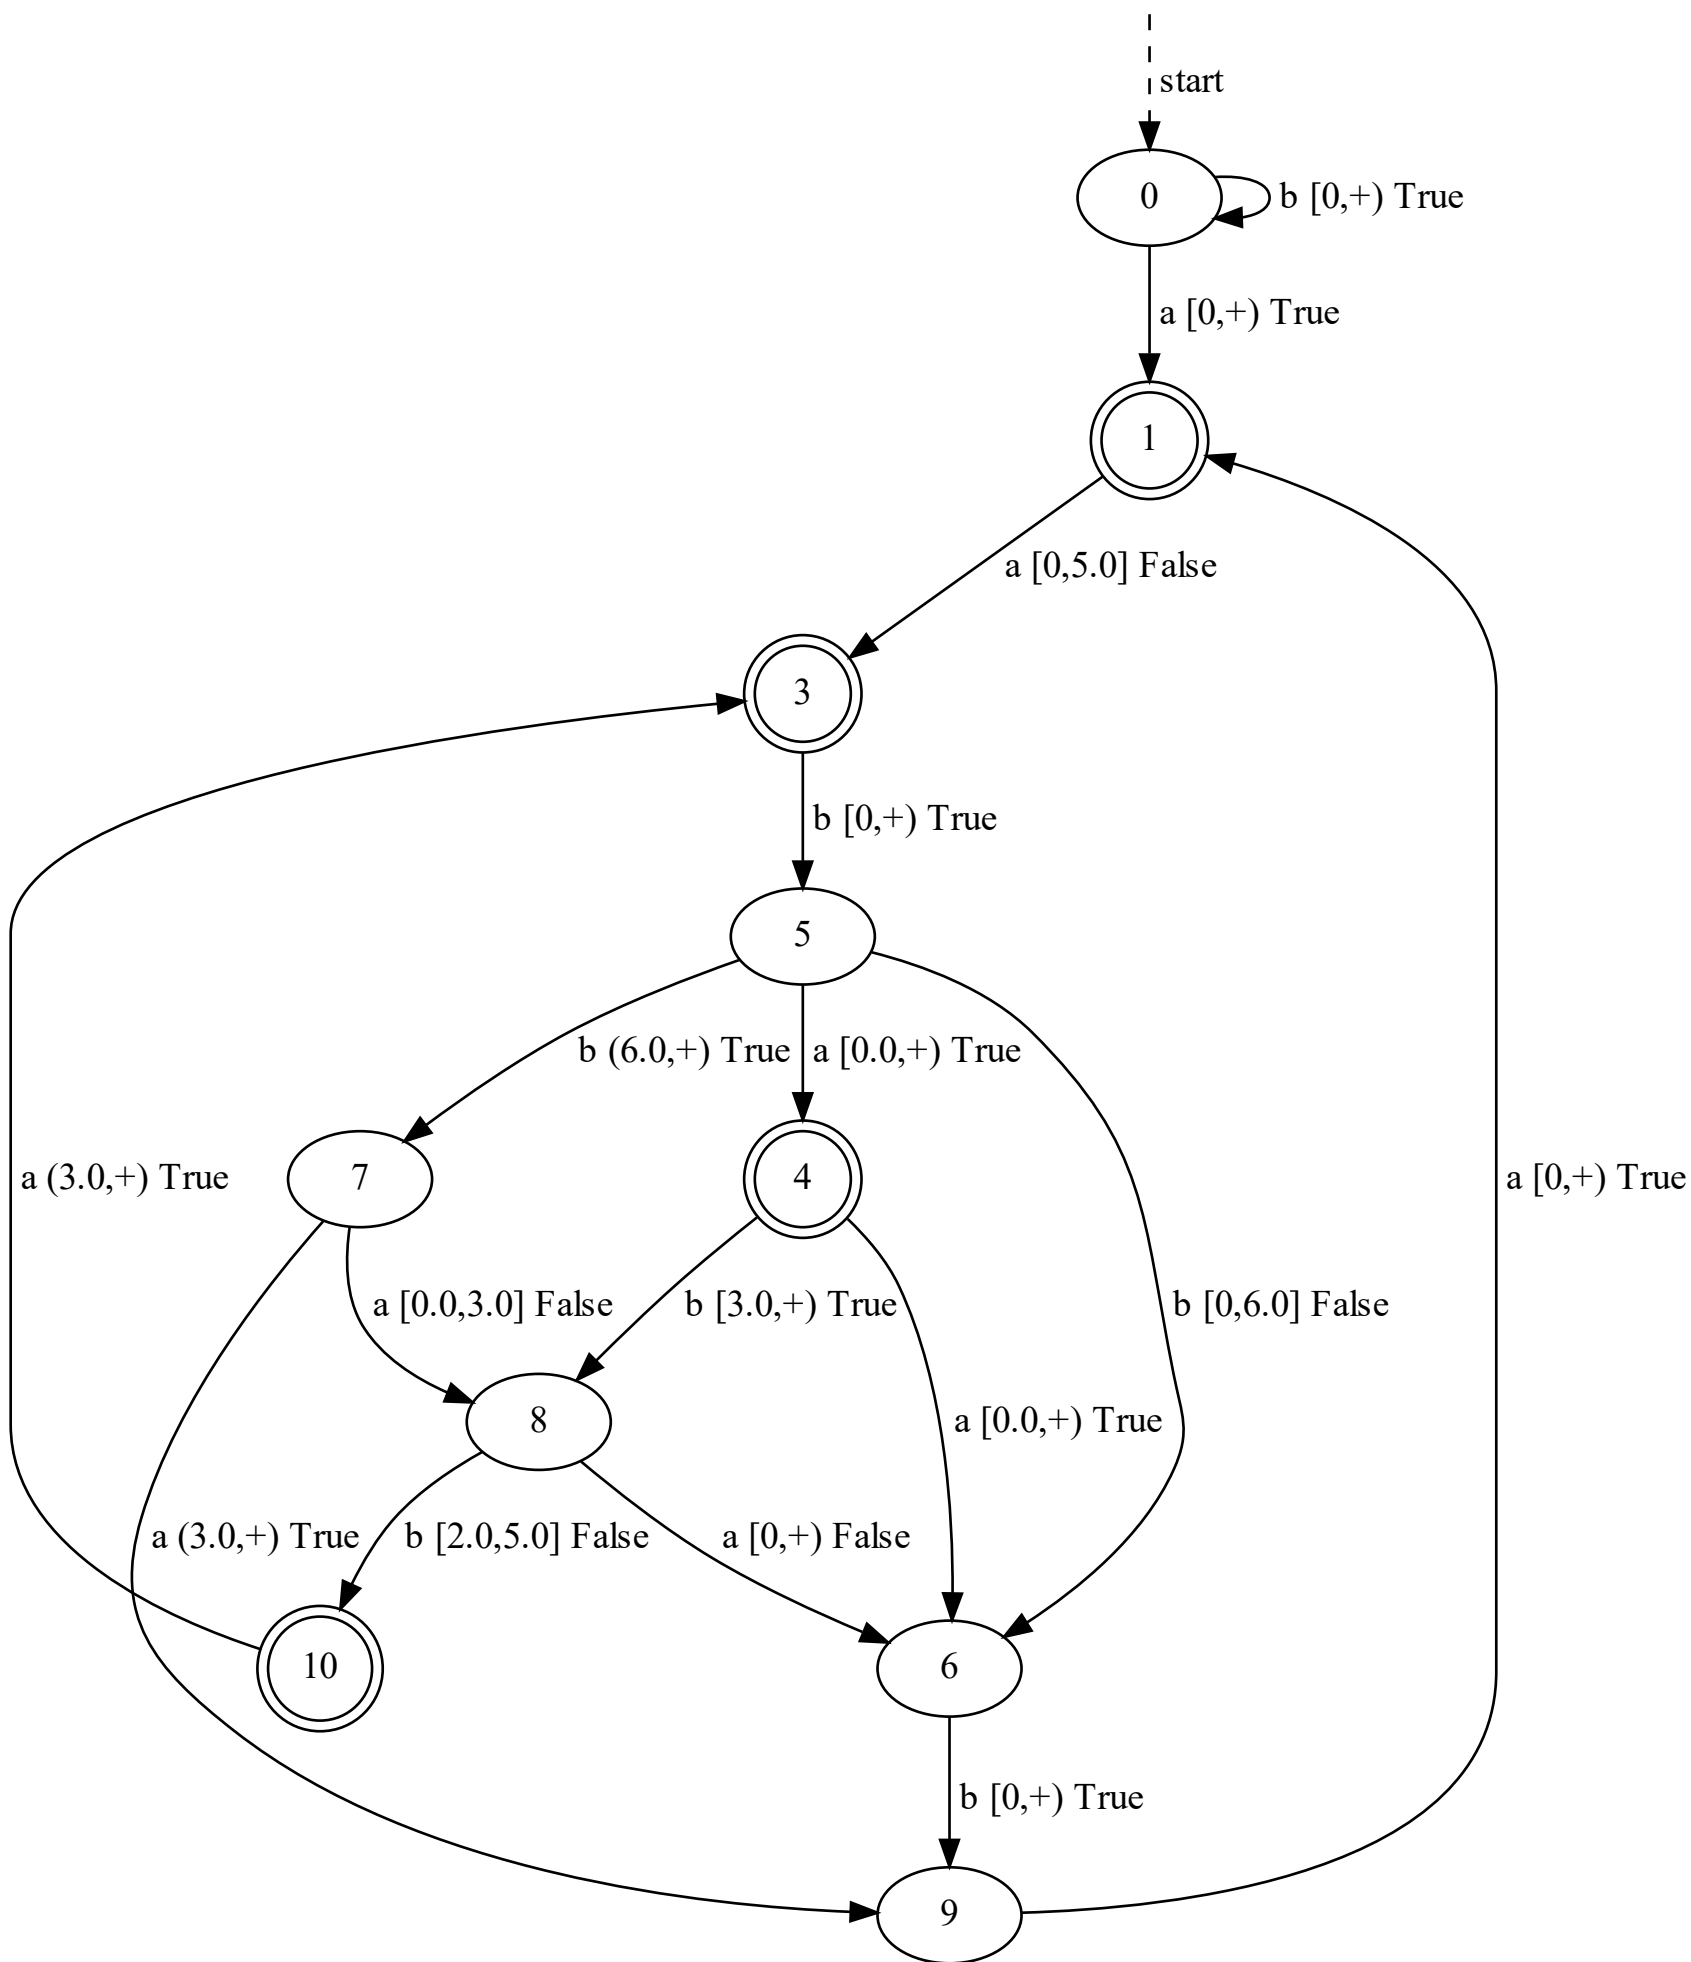 start
0
b [0,+) True
a [0,+) True
1
a [0,5.0] False
3
b [0,+) True
5
b (6.0,+) True
a [0.0,+) True
a (3.0,+) True
7
4
a [0,+) True
a [0.0,3.0] False
b [3.0,+) True
b [0,6.0] False
8
a [0.0,+) True
a (3.0,+) True
b [2.0,5.0] False
a [0,+) False
10
6
b [0,+) True
9